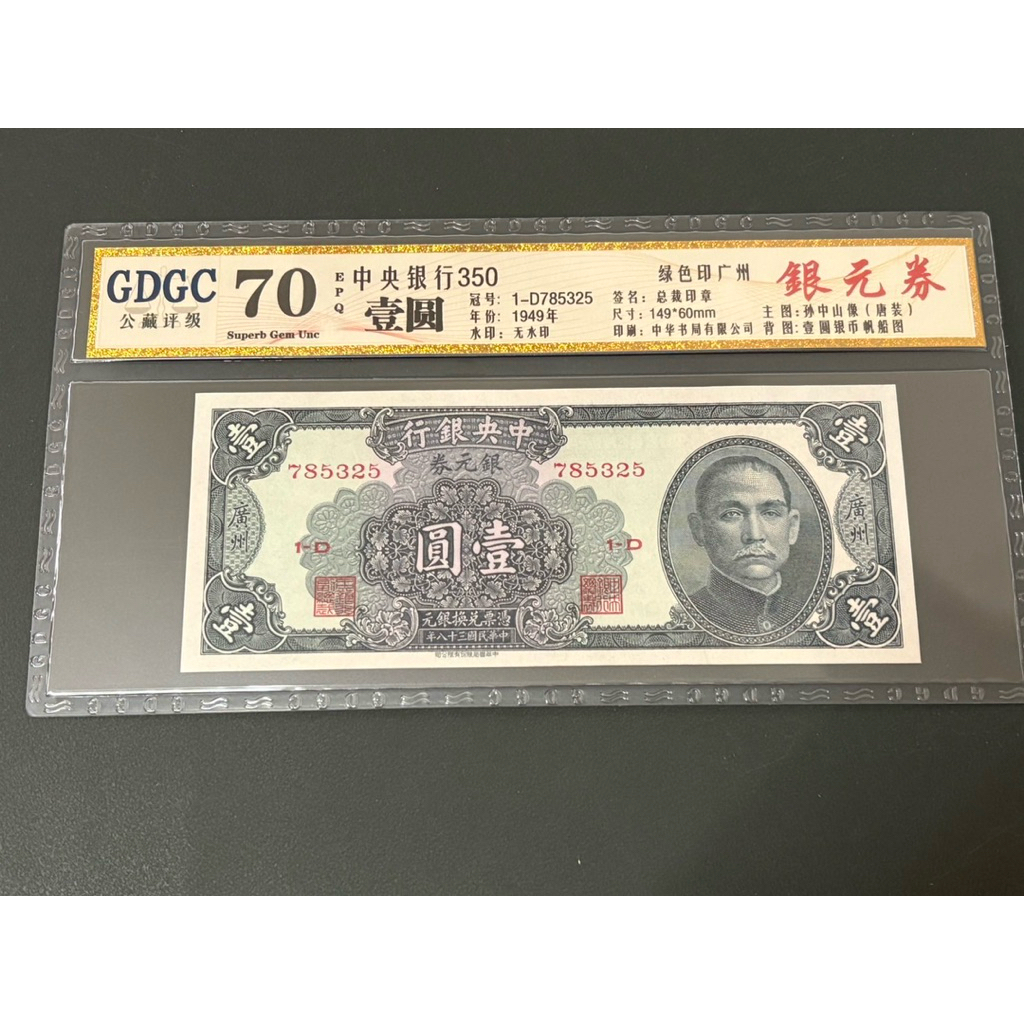 GDGC
公藏评级
70
Superb Gem Unc
EPQ
中央银行350
壹圆
冠号：1-D785325
年份：1949年
水印：无水印
绿色印广州
签名：总裁印章
尺寸：149*60mm
印刷：中华书局有限公司
銀元券
主图：孙中山像（唐装）
背图：壹圆银币帆船图
行銀央中
券元銀
壹
壹
785325
785325
廣州
廣州
圓壹
1-D
1-D
元銀換兌票憑
年八十三國民華中
壹
壹